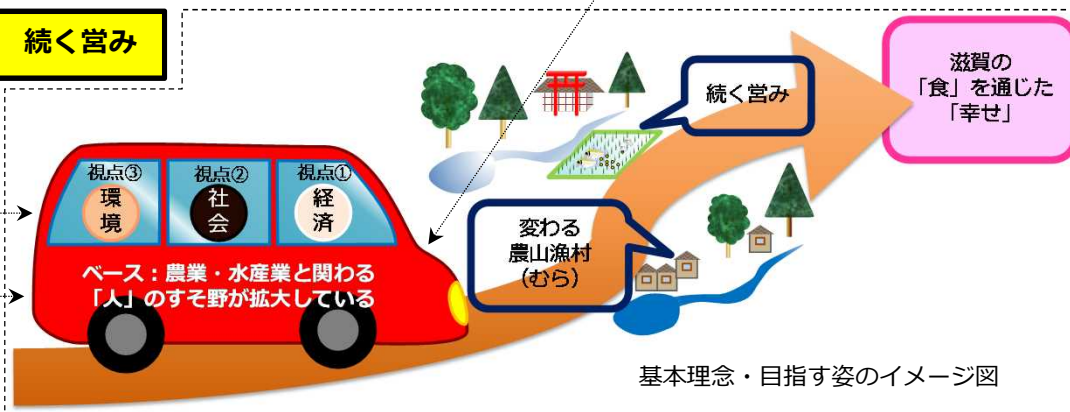 続く営み
滋賀の
「食」を通じた
「幸せ」
続く営み
視点③
環
境
視点②
社
会
視点①
経
済
変わる
農山漁村
(むら)
ベース：農業・水産業と関わる
「人」のすそ野が拡大している
基本理念・目指す姿のイメージ図